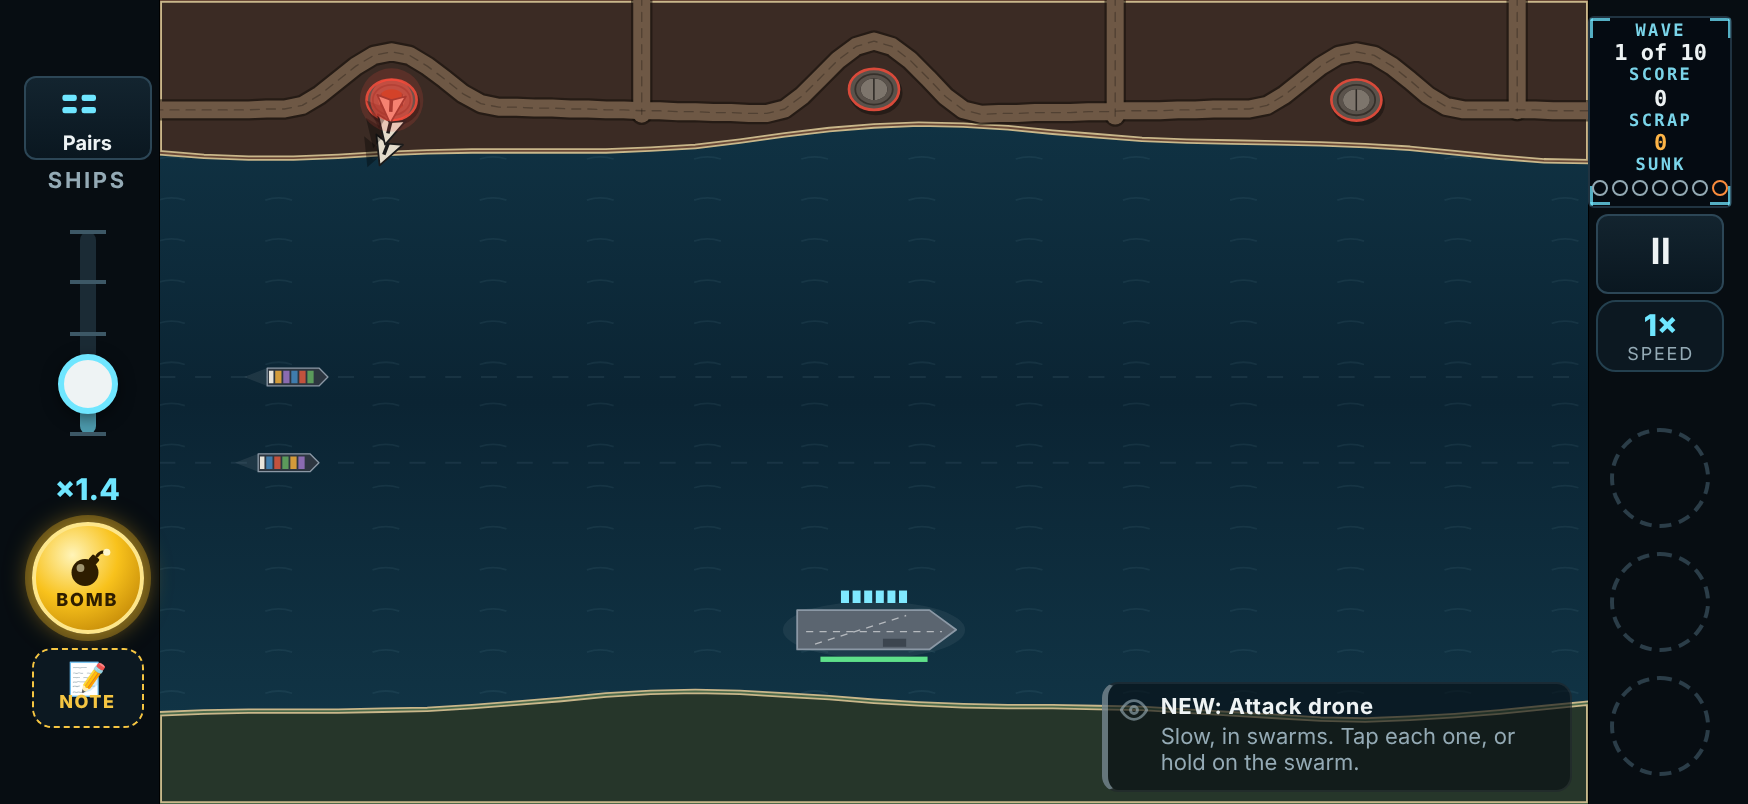 Pairs
SHIPS
×1.4
BOMB
NOTE
WAVE
1 of 10
SCORE
0
SCRAP
0
SUNK
1×
SPEED
NEW: Attack drone
Slow, in swarms. Tap each one, or
hold on the swarm.